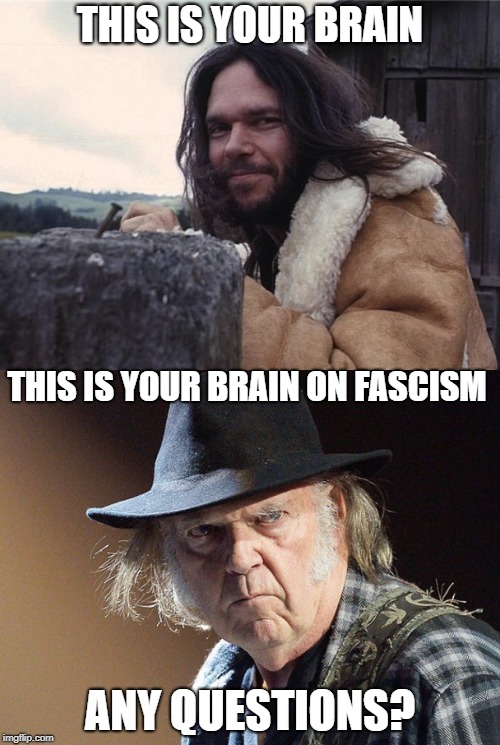 THIS IS YOUR BRAIN
THIS IS YOUR BRAIN ON FASCISM
ANY QUESTIONS?
imgflip.com